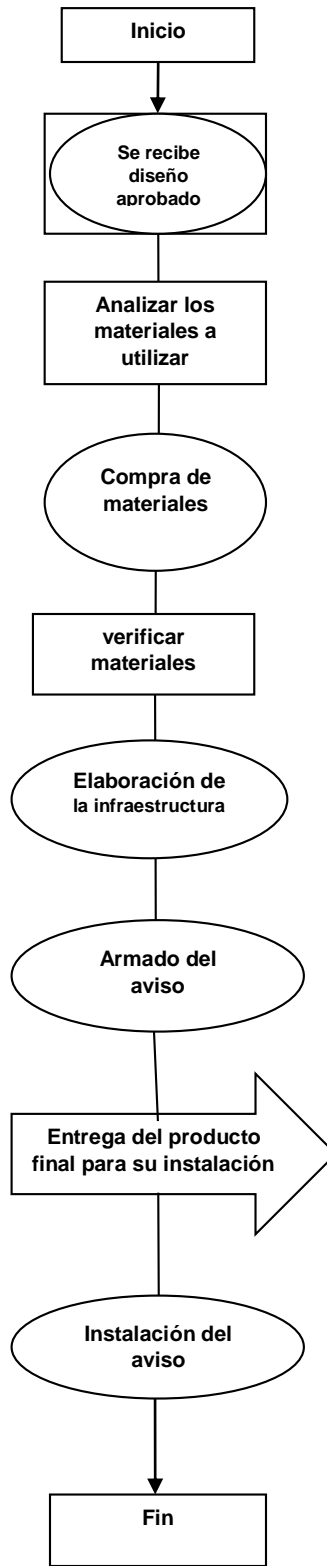 Inicio
Se recibe
diseño
aprobado
Analizar los
materiales a
utilizar
Compra de
materiales
verificar
materiales
Elaboración de
la infraestructura
Armado del
aviso
Entrega del producto
final para su instalación
Instalación del
aviso
Fin